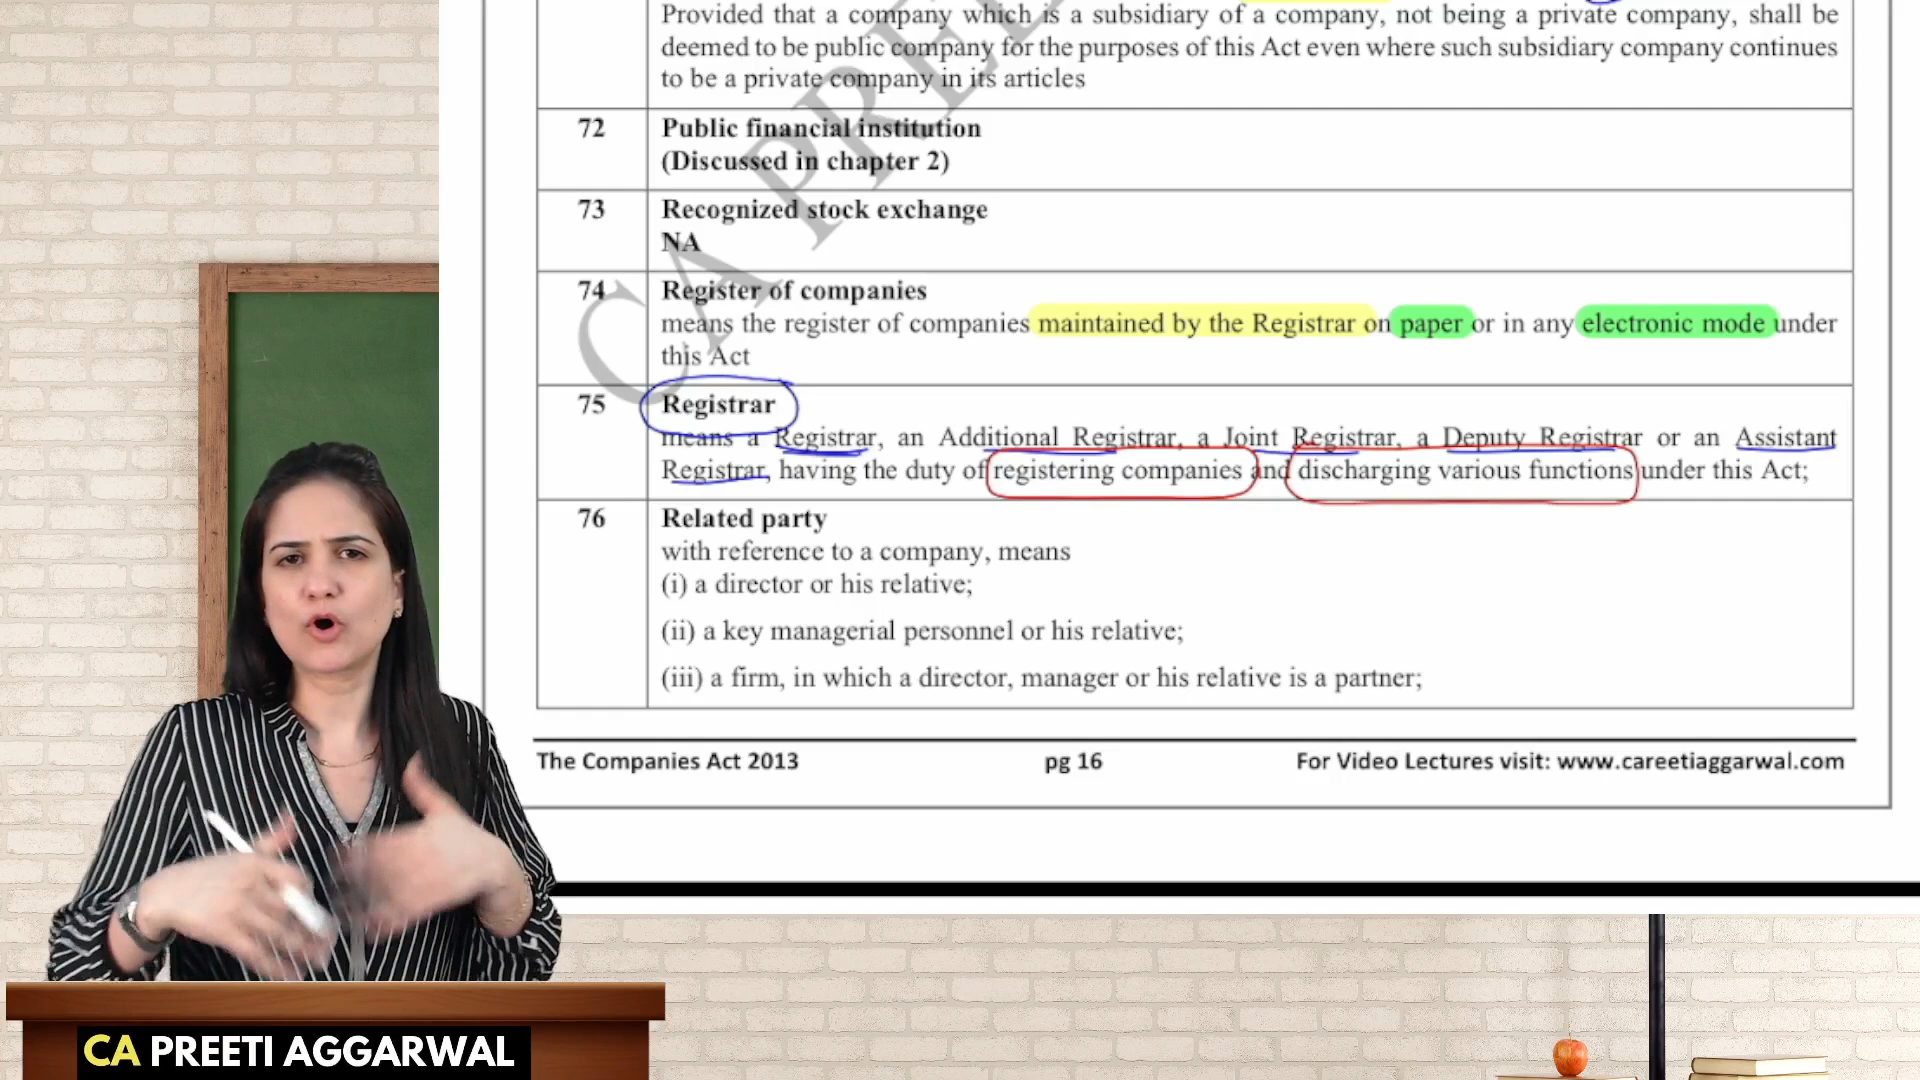 Provided that a company which is a subsidiary of a company, not being a private company, shall be
deemed to be public company for the purposes of this Act even where such subsidiary company continues
to be a private company in its articles
72
Public financial institution
(Discussed in chapter 2)
73
Recognized stock exchange
NA
74
Register of companies
means the register of companies maintained by the Registrar on paper or in any electronic mode under
this Act
75
Registrar
means a Registrar, an Additional Registrar, a Joint Registrar, a Deputy Registrar or an Assistant
Registrar, having the duty of registering companies and discharging various functions under this Act;
76
Related party
with reference to a company, means
(i) a director or his relative;
(ii) a key managerial personnel or his relative;
(iii) a firm, in which a director, manager or his relative is a partner;
The Companies Act 2013 pg 16 For Video Lectures visit: www.careetiaggarwal.com
CA PREETI AGGARWAL